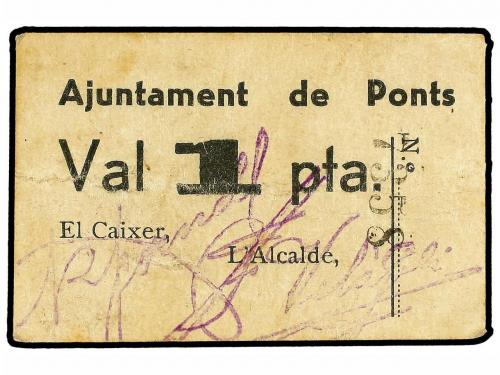 Ajuntament de Ponts
Val 1 pta.
El Caixer,
L'Alcalde,
N.º